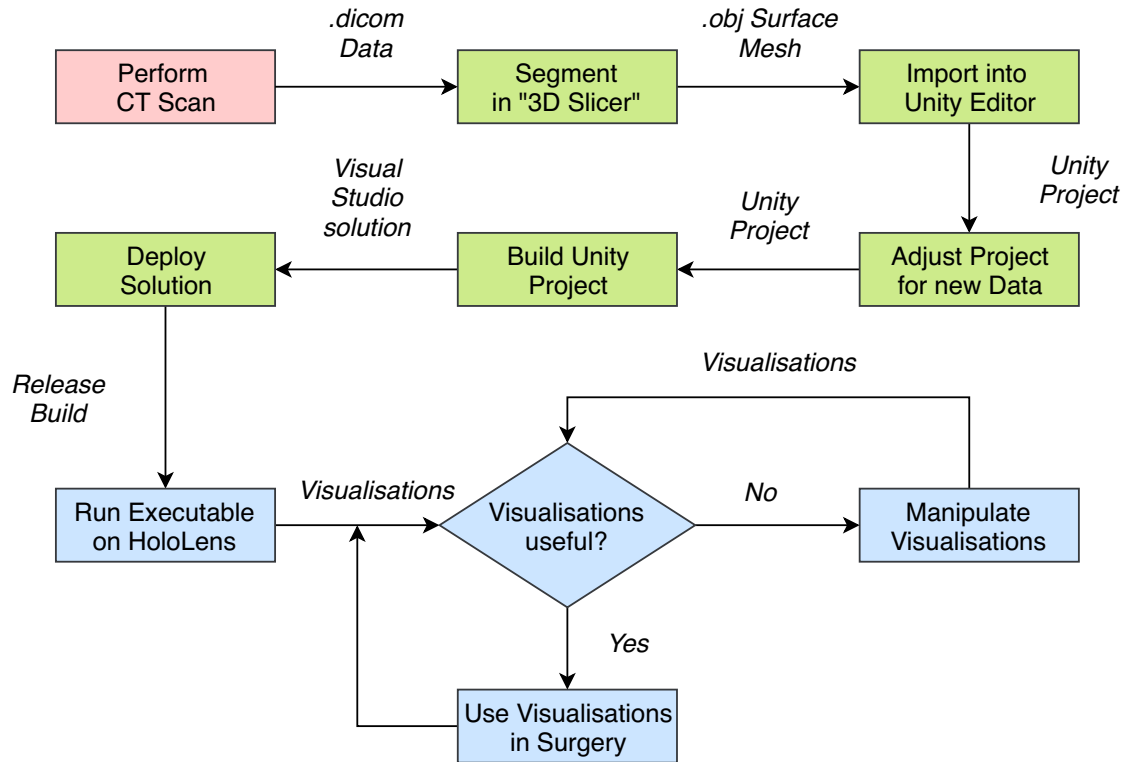 .dicom
Data
.obj Surface
Mesh
Perform
CT Scan
Segment
in "3D Slicer"
Import into
Unity Editor
Visual
Studio
solution
Unity
Project
Unity
Project
Deploy
Solution
Build Unity
Project
Adjust Project
for new Data
Release
Build
Visualisations
Run Executable
on HoloLens
Visualisations
Visualisations
useful?
No
Manipulate
Visualisations
Yes
Use Visualisations
in Surgery